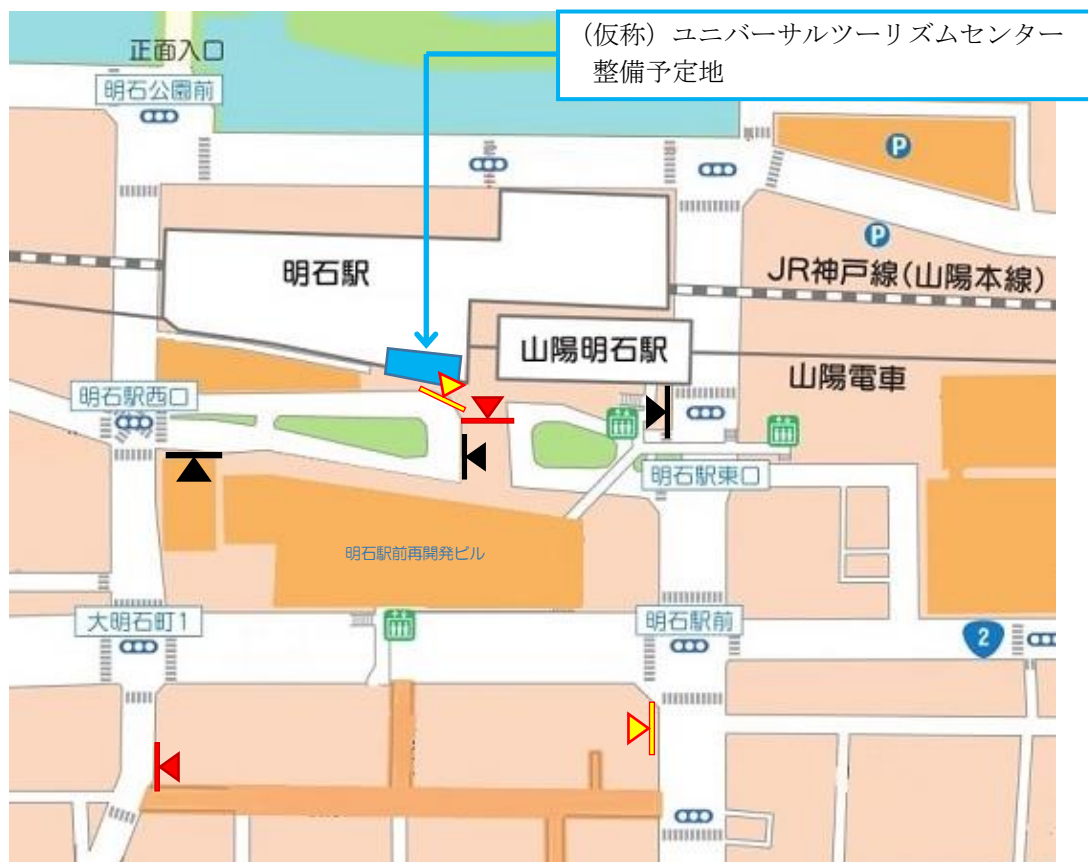 (仮称)ユニバーサルツーリズムセンター
整備予定地
正面入口
明石公園前
P
P
明石駅
JR神戸線(山陽本線)
山陽明石駅
山陽電車
明石駅西口
明石駅東口
明石駅前再開発ビル
大明石町1
明石駅前
2